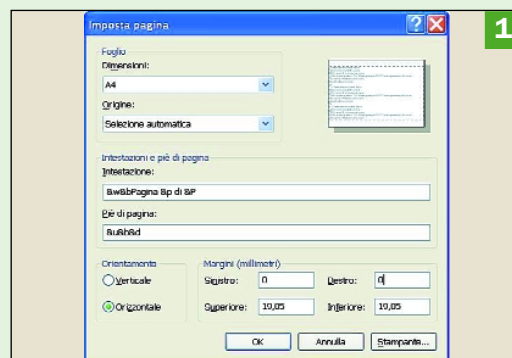 Imposta pagina
1
Foglio
Dimensioni:
A4
Origine:
Selezione automatica
Intestazioni e piè di pagina
Intestazione:
&w&bPagina &p di &P
Piè di pagina:
&u&b&d
Orientamento
Margini (millimetri)
Verticale
Sinistro: 0 Destro: 0
Orizzontale
Superiore: 19,05 Inferiore: 19,05
OK Annulla Stampante...